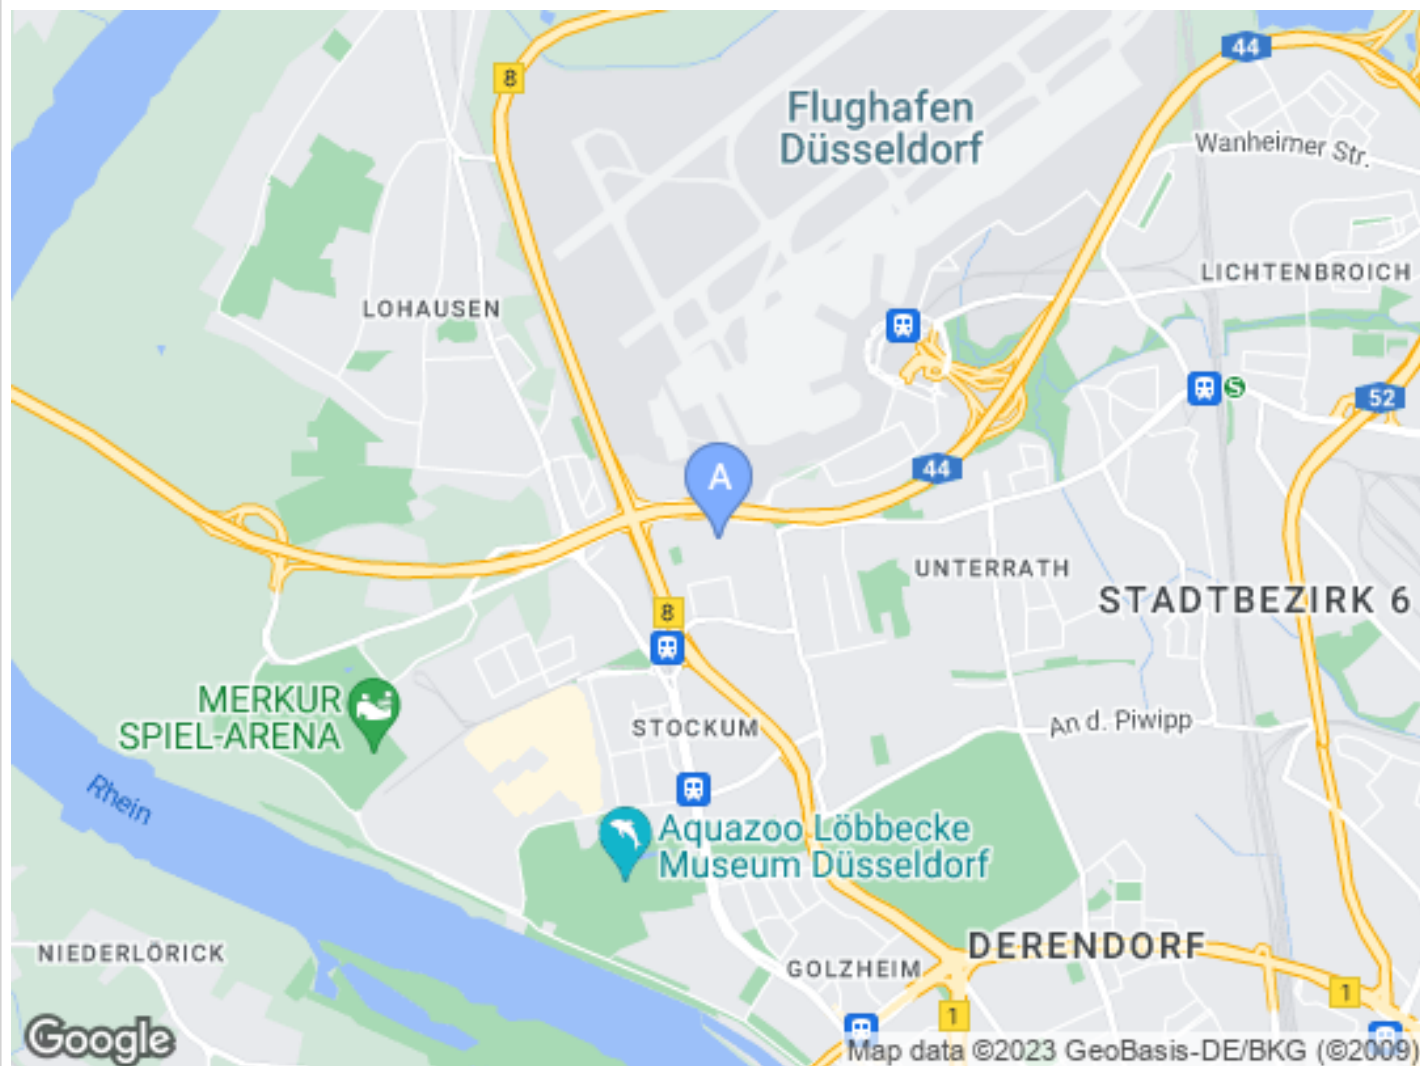 44
8
Flughafen
Düsseldorf
Wanheimer Str.
LICHTENBROICH
LOHAUSEN
S
52
44
A
UNTERRATH
STADTBEZIRK 6
8
MERKUR
SPIEL-ARENA
STOCKUM
An d. Piwipp
Rhein
Aquazoo Löbbecke
Museum Düsseldorf
DERENDORF
NIEDERLÖRICK
GOLZHEIM
1
1
Google
Map data ©2023 GeoBasis-DE/BKG (©2009)